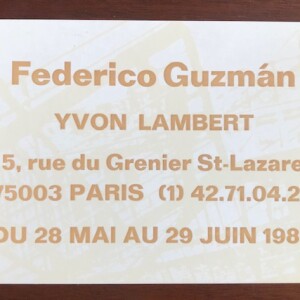 Federico Guzmán
YVON LAMBERT
5, rue du Grenier St-Lazare
75003 PARIS (1) 42.71.04.2
DU 28 MAI AU 29 JUIN 198